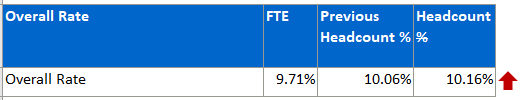 Overall Rate FTE Previous Headcount
Headcount % %
Overall Rate 9.71% 10.06% 10.16%